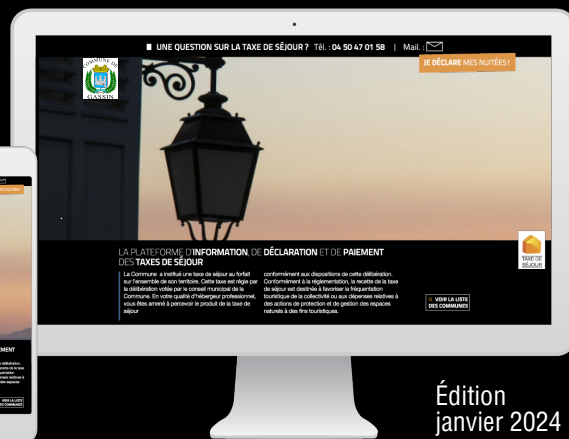 UNE QUESTION SUR LA TAXE DE SÉJOUR ? Tél. : 04 50 47 01 58 | Mail. :
JE DÉCLARE MES NUITÉES !
COMMUNE DE
GASSIN
LA PLATEFORME D'INFORMATION, DE DÉCLARATION ET DE PAIEMENT
DES TAXES DE SÉJOUR
La Commune a institué une taxe de séjour au forfait
sur l'ensemble de son territoire. Cette taxe est régie par
la délibération votée par le conseil municipal de la
Commune. En votre qualité d'hébergeur professionnel,
vous êtes amené à percevoir le produit de la taxe de
séjour
conformément aux dispositions de cette délibération.
Conformément à la réglementation, la recette de la taxe
de séjour est destinée à favoriser la fréquentation
touristique de la collectivité ou aux dépenses relatives à
des actions de protection et de gestion des espaces
naturels à des fins touristiques.
TAXE DE
SÉJOUR
VOIR LA LISTE
DES COMMUNES
VOIR LA LISTE
DES COMMUNES
Édition
janvier 2024